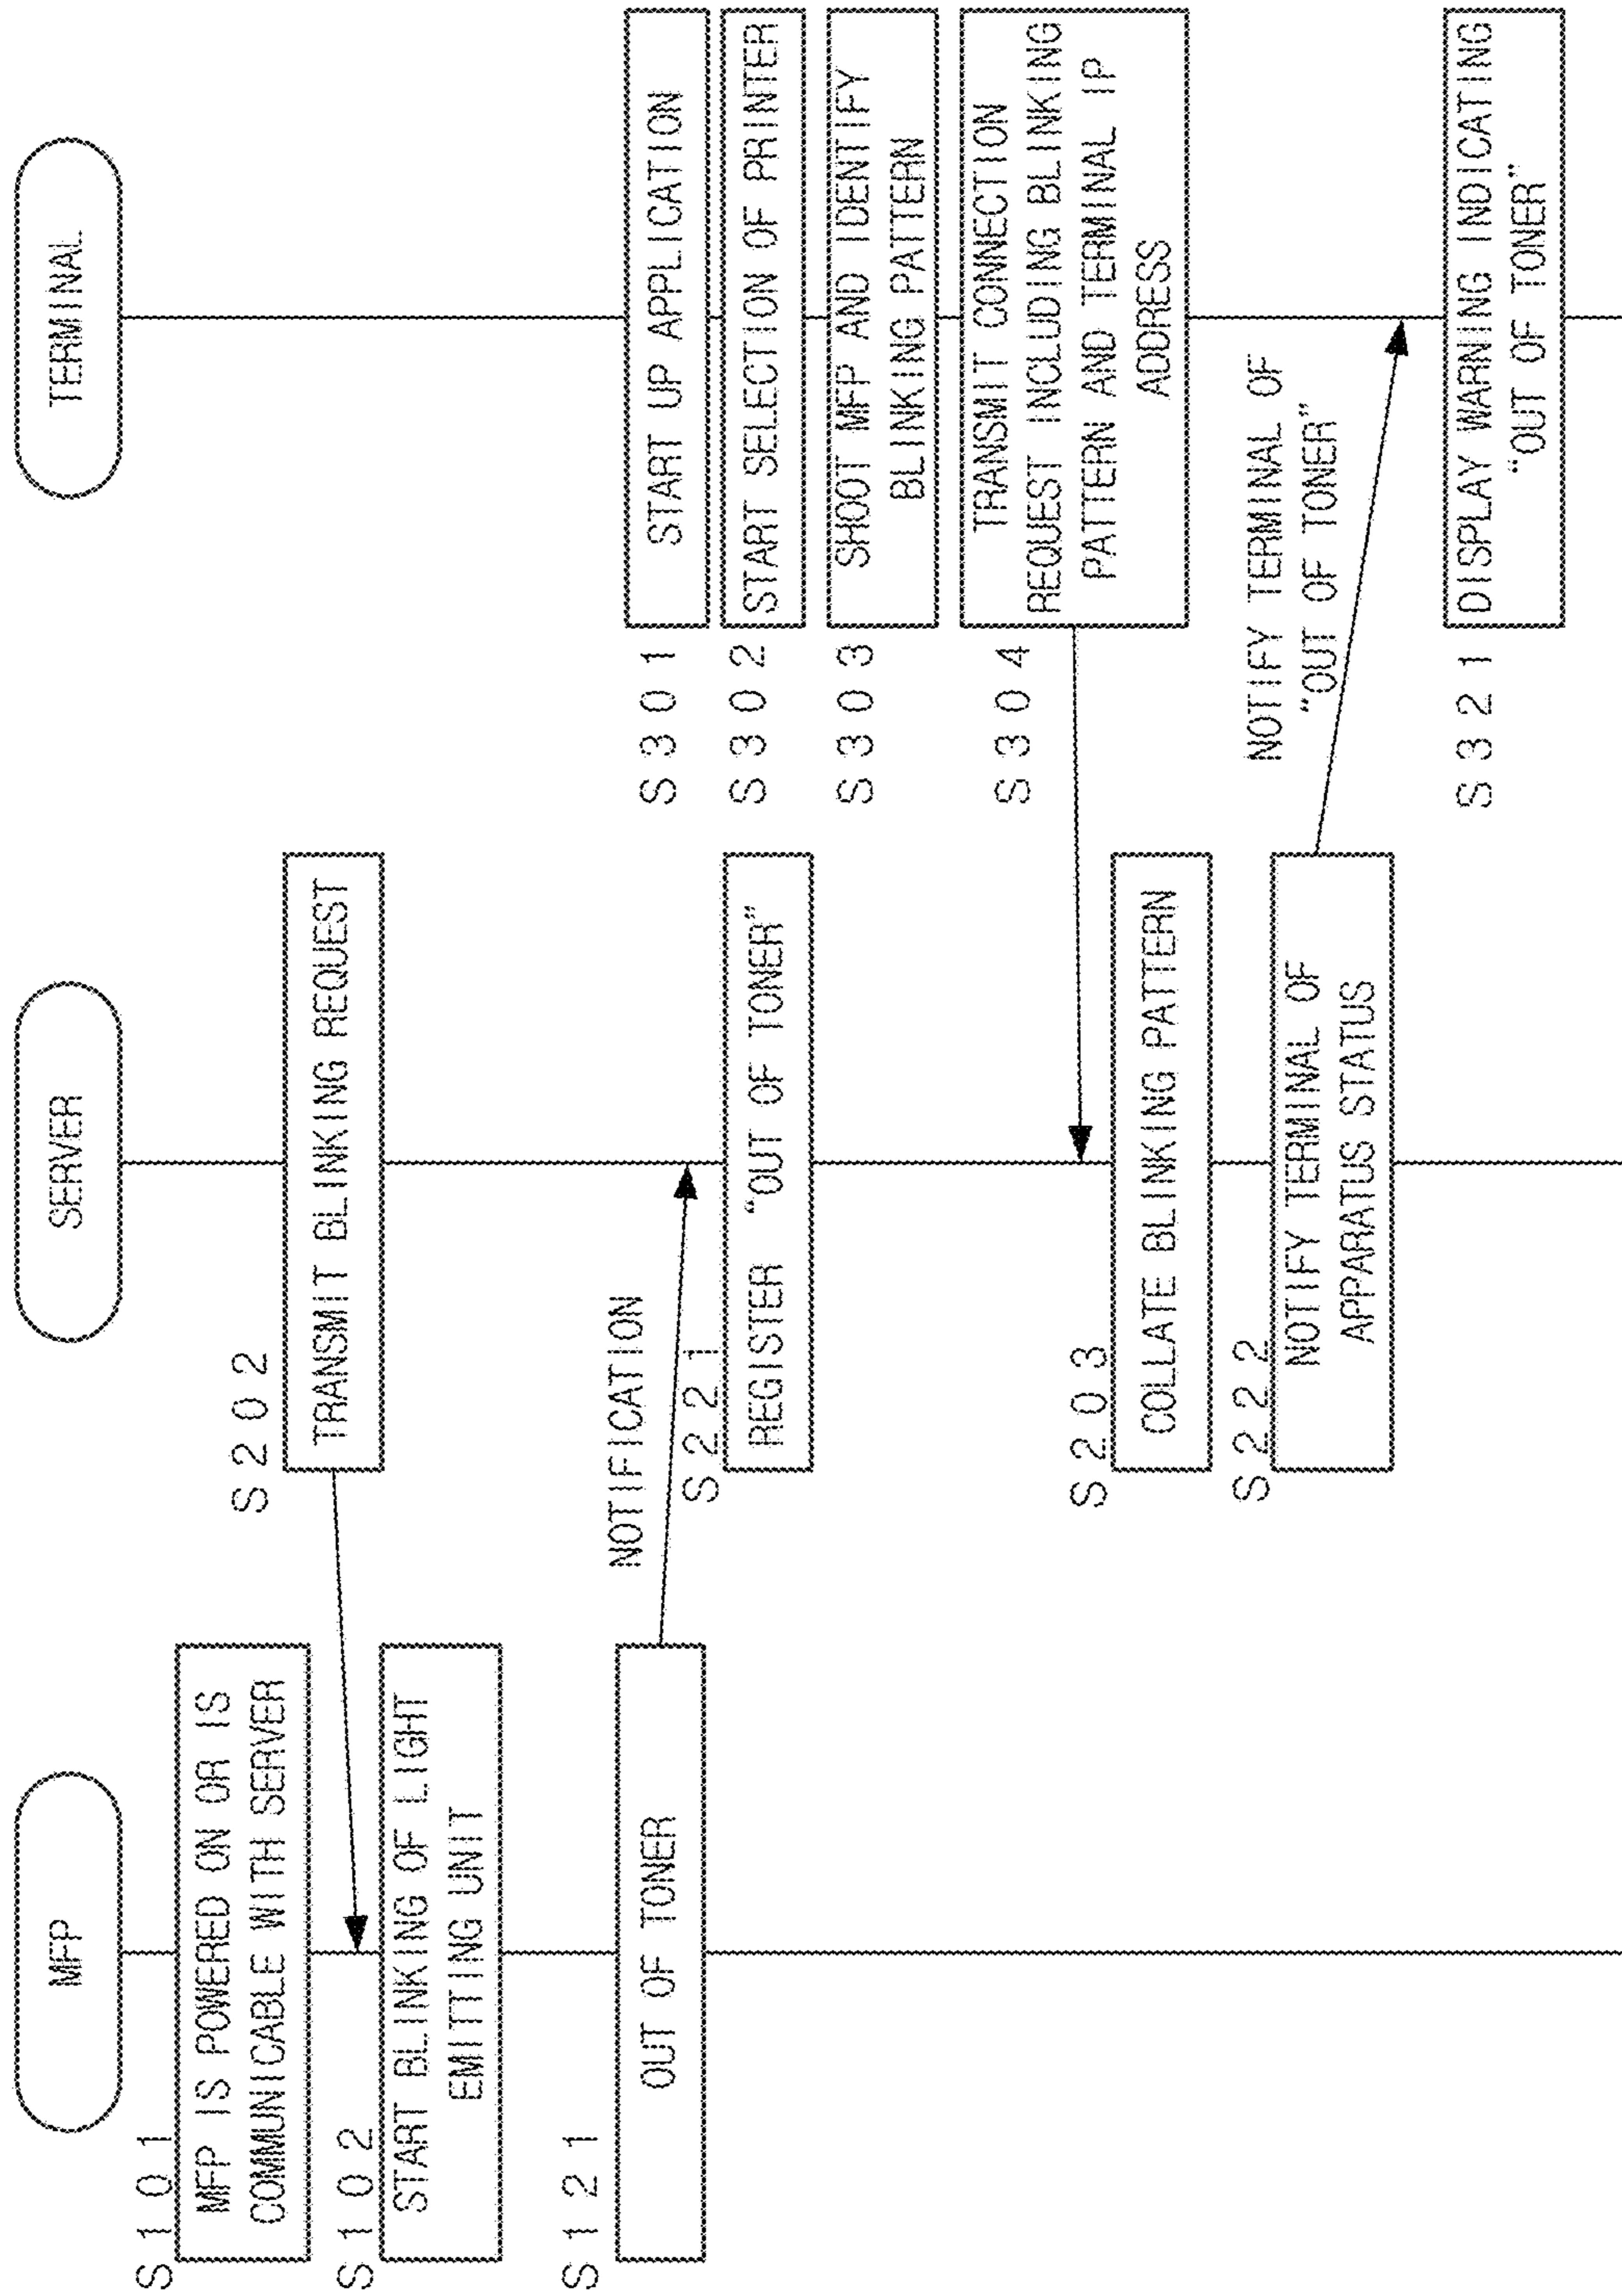 MFP
SERVER
TERMINAL
S101
MFP IS POWERED ON OR IS
COMMUNICABLE WITH SERVER
S202
TRANSMIT BLINKING REQUEST
S102
START BLINKING OF LIGHT
EMITTING UNIT
S121
OUT OF TONER
NOTIFICATION
S221
REGISTER “OUT OF TONER”
S301
START UP APPLICATION
S302
START SELECTION OF PRINTER
S303
SHOOT MFP AND IDENTIFY
BLINKING PATTERN
S304
TRANSMIT CONNECTION
REQUEST INCLUDING BLINKING
PATTERN AND TERMINAL IP
ADDRESS
S203
COLLATE BLINKING PATTERN
S222
NOTIFY TERMINAL OF
APPARATUS STATUS
NOTIFY TERMINAL OF
“OUT OF TONER”
S321
DISPLAY WARNING INDICATING
“OUT OF TONER”